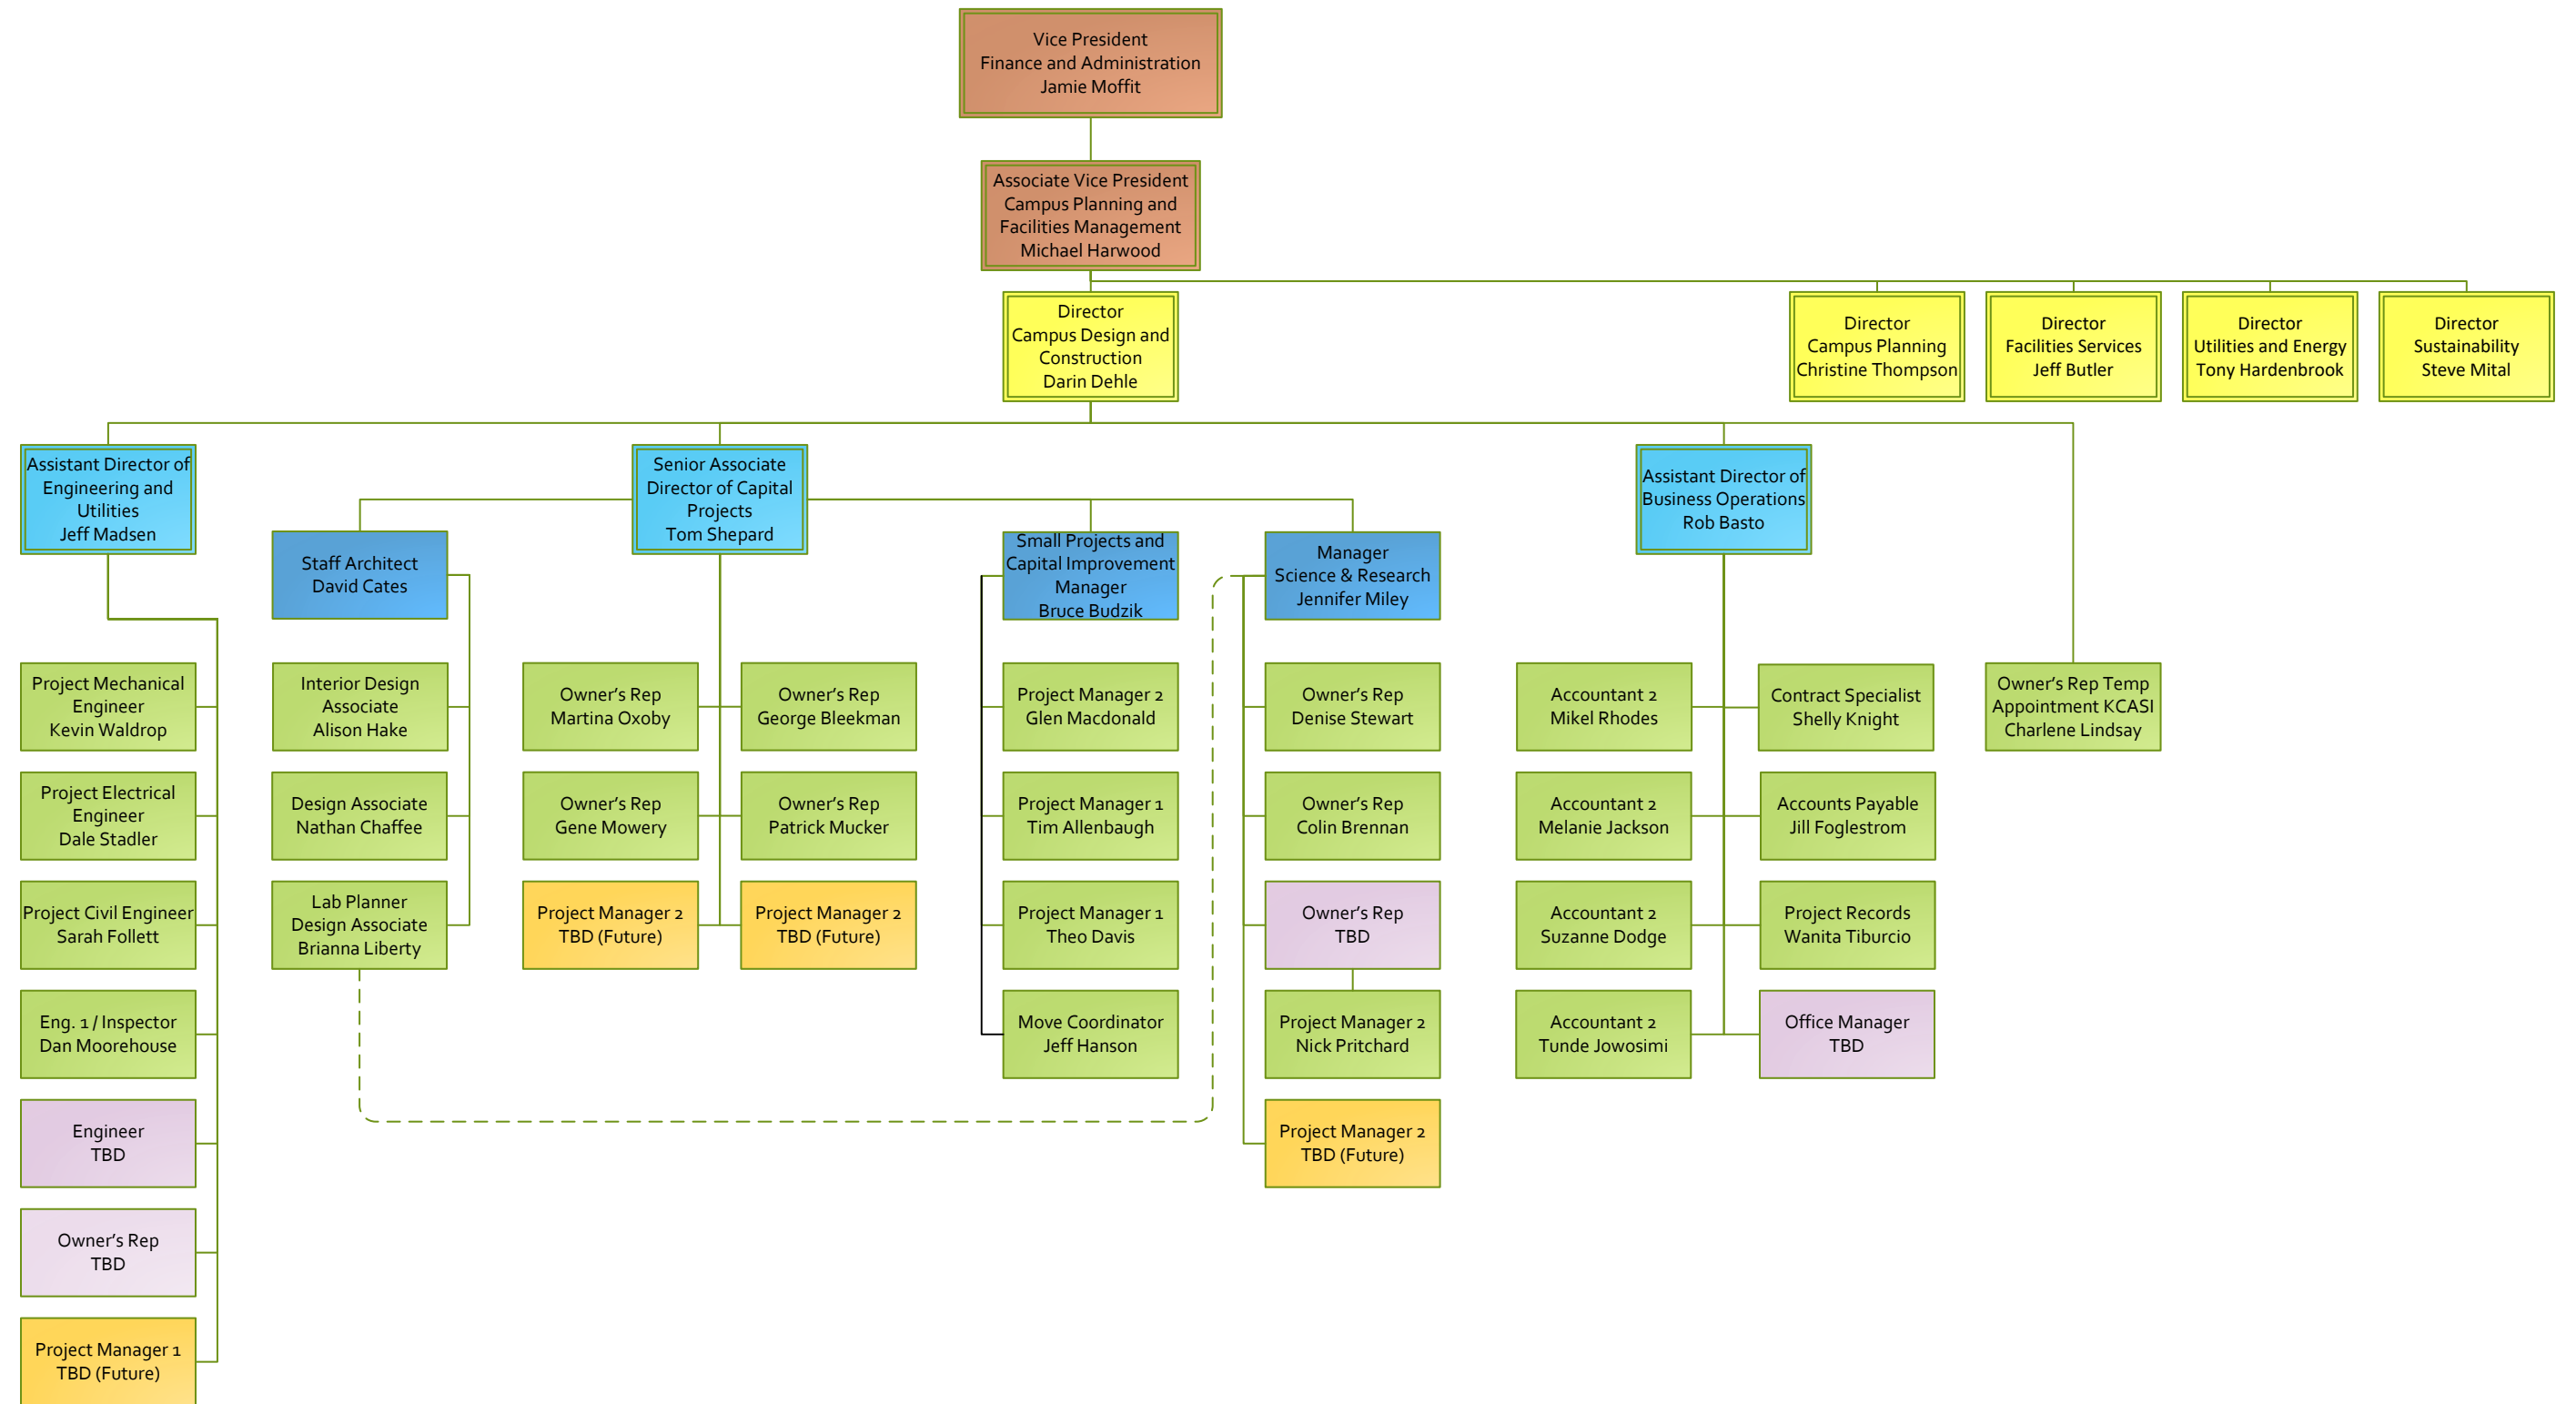 Vice President
Finance and Administration
Jamie Moffit
Associate Vice President
Campus Planning and
Facilities Management
Michael Harwood
Director
Campus Design and
Construction
Darin Dehle
Director
Campus Planning
Christine Thompson
Director
Facilities Services
Jeff Butler
Director
Utilities and Energy
Tony Hardenbrook
Director
Sustainability
Steve Mital
Assistant Director of
Engineering and
Utilities
Jeff Madsen
Senior Associate
Director of Capital
Projects
Tom Shepard
Assistant Director of
Business Operations
Rob Basto
Staff Architect
David Cates
Small Projects and
Capital Improvement
Manager
Bruce Budzik
Manager
Science & Research
Jennifer Miley
Project Mechanical
Engineer
Kevin Waldrop
Interior Design
Associate
Alison Hake
Owner's Rep
Martina Oxoby
Owner's Rep
George Bleekman
Project Manager 2
Glen Macdonald
Owner's Rep
Denise Stewart
Accountant 2
Mikel Rhodes
Contract Specialist
Shelly Knight
Owner's Rep Temp
Appointment KCASI
Charlene Lindsay
Project Electrical
Engineer
Dale Stadler
Design Associate
Nathan Chaffee
Owner's Rep
Gene Mowery
Owner's Rep
Patrick Mucker
Project Manager 1
Tim Allenbaugh
Owner's Rep
Colin Brennan
Accountant 2
Melanie Jackson
Accounts Payable
Jill Foglestrom
Project Civil Engineer
Sarah Follett
Lab Planner
Design Associate
Brianna Liberty
Project Manager 2
TBD (Future)
Project Manager 2
TBD (Future)
Project Manager 1
Theo Davis
Owner's Rep
TBD
Accountant 2
Suzanne Dodge
Project Records
Wanita Tiburcio
Eng. 1 / Inspector
Dan Moorehouse
Move Coordinator
Jeff Hanson
Project Manager 2
Nick Pritchard
Accountant 2
Tunde Jowosimi
Office Manager
TBD
Engineer
TBD
Project Manager 2
TBD (Future)
Owner's Rep
TBD
Project Manager 1
TBD (Future)